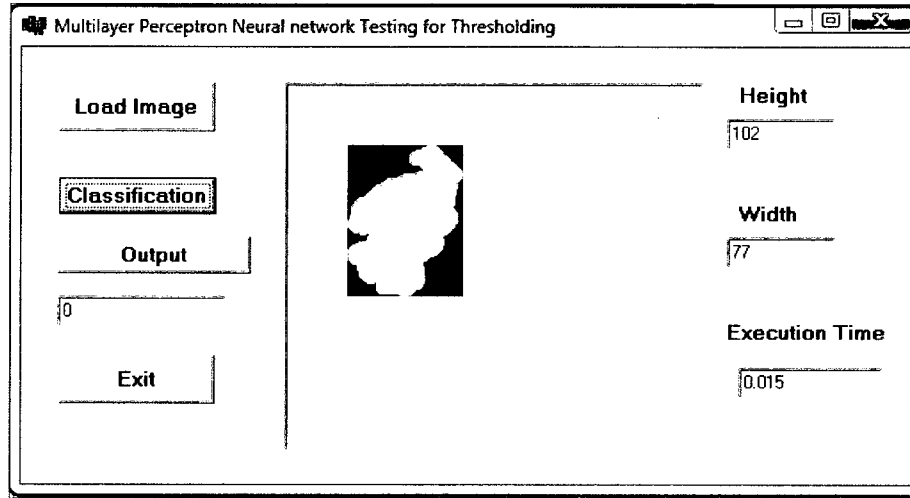 Multilayer Perceptron Neural network Testing for Thresholding
Load Image
Classification
Output
0
Exit
Height
102
Width
77
Execution Time
0.015